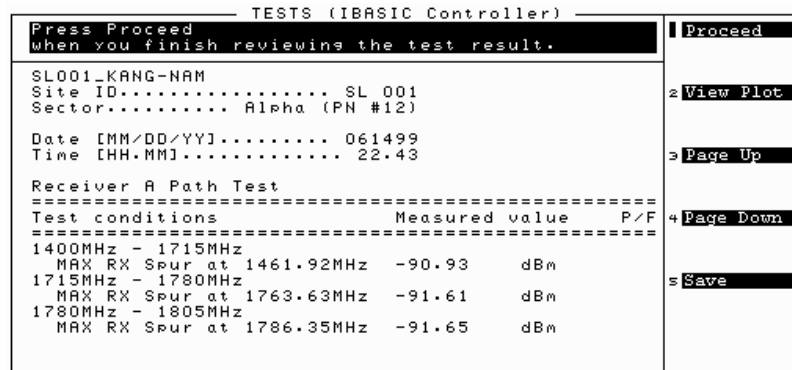 TESTS (IBASIC Controller)
Press Proceed
when you finish reviewing the test result.
SL001_KANG-NAM
Site ID................. SL 001
Sector.......... Alpha (PN #12)
Date [MM/DD/YY]......... 061499
Time [HH.MM]............. 22.43
Receiver A Path Test
=====================================================
Test conditions Measured value P/F
=====================================================
1400MHz - 1715MHz
MAX RX Spur at 1461.92MHz -90.93 dBm
1715MHz - 1780MHz
MAX RX Spur at 1763.63MHz -91.61 dBm
1780MHz - 1805MHz
MAX RX Spur at 1786.35MHz -91.65 dBm
1 Proceed
2 View Plot
3 Page Up
4 Page Down
5 Save